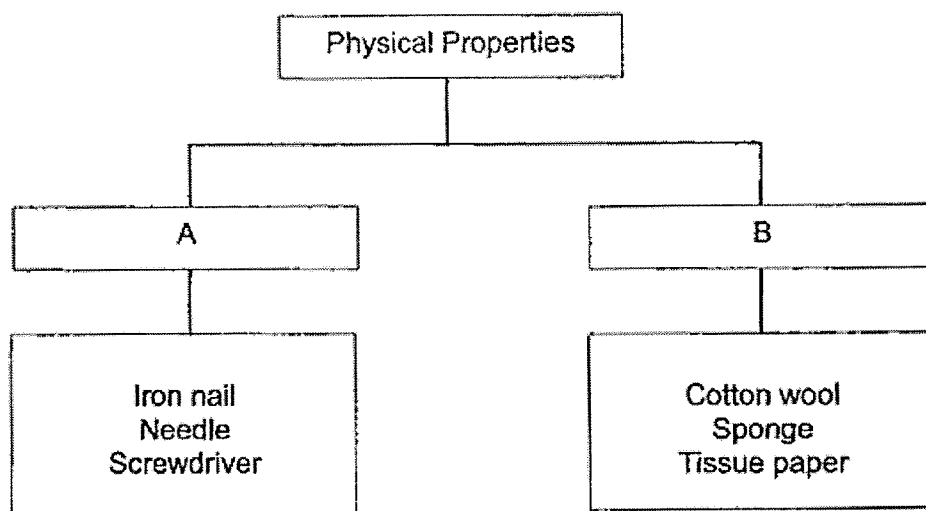 Physical Properties
A
B
Iron nail
Needle
Screwdriver
Cotton wool
Sponge
Tissue paper